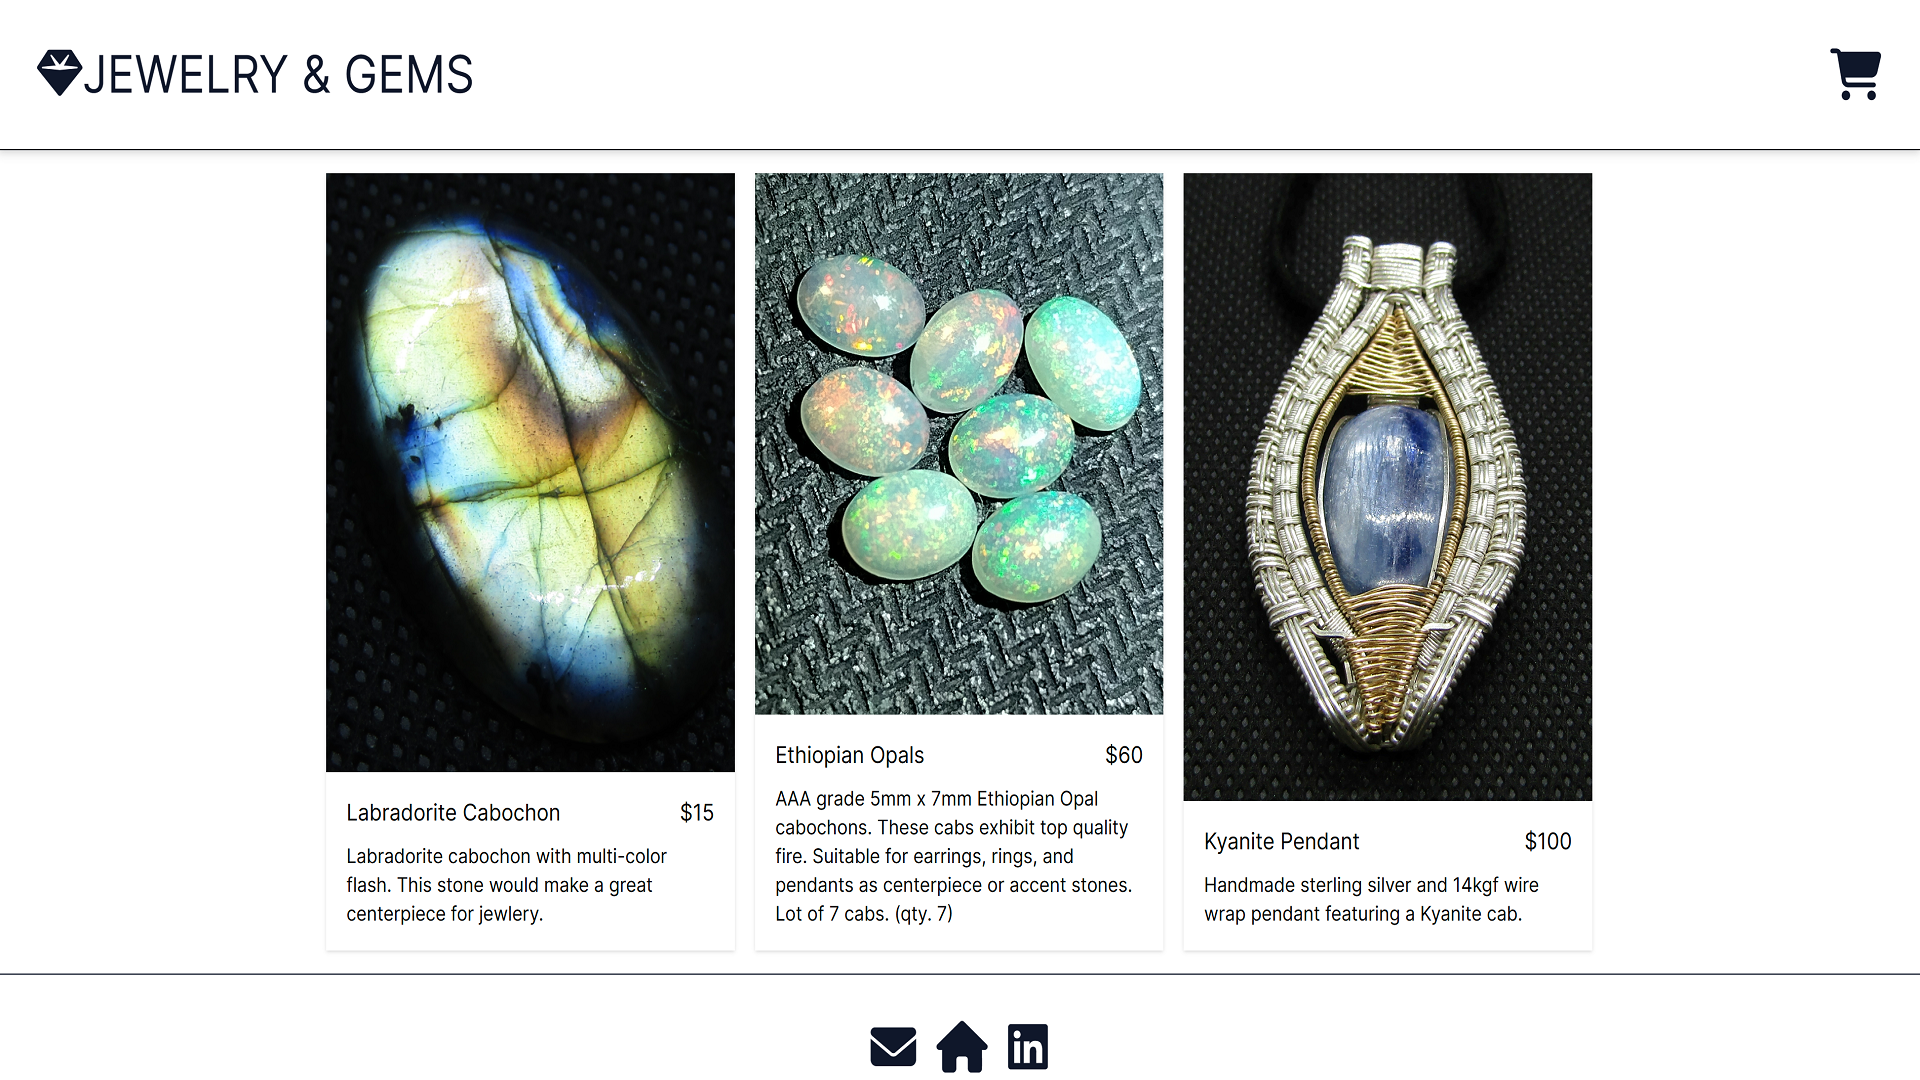 JEWELRY & GEMS
Labradorite Cabochon $15
Labradorite cabochon with multi-color
flash. This stone would make a great
centerpiece for jewlery.
Ethiopian Opals $60
AAA grade 5mm x 7mm Ethiopian Opal
cabochons. These cabs exhibit top quality
fire. Suitable for earrings, rings, and
pendants as centerpiece or accent stones.
Lot of 7 cabs. (qty. 7)
Kyanite Pendant $100
Handmade sterling silver and 14kgf wire
wrap pendant featuring a Kyanite cab.
in